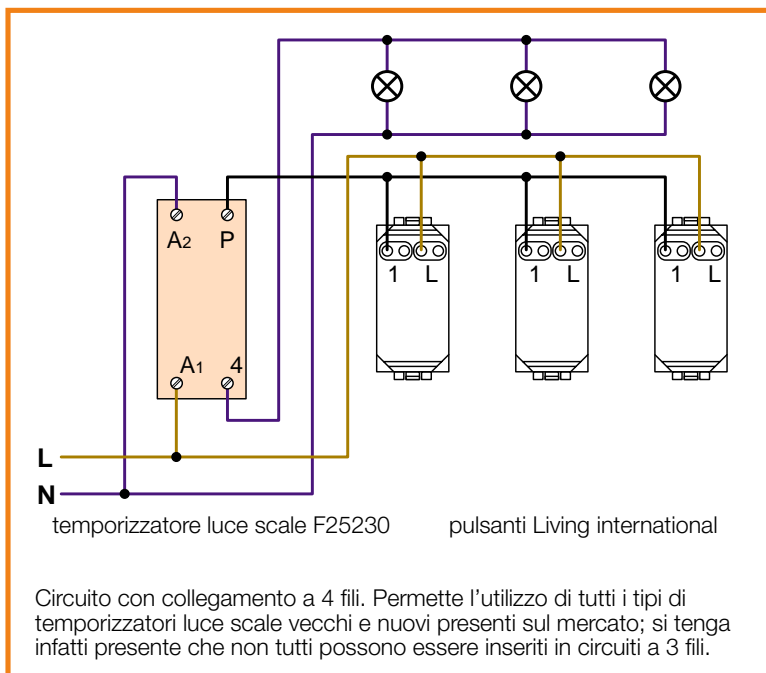 A2 P
1 L 1 L 1 L
A1 4
L
N
temporizzatore luce scale F25230 pulsanti Living international
Circuito con collegamento a 4 fili. Permette l’utilizzo di tutti i tipi di
temporizzatori luce scale vecchi e nuovi presenti sul mercato; si tenga
infatti presente che non tutti possono essere inseriti in circuiti a 3 fili.